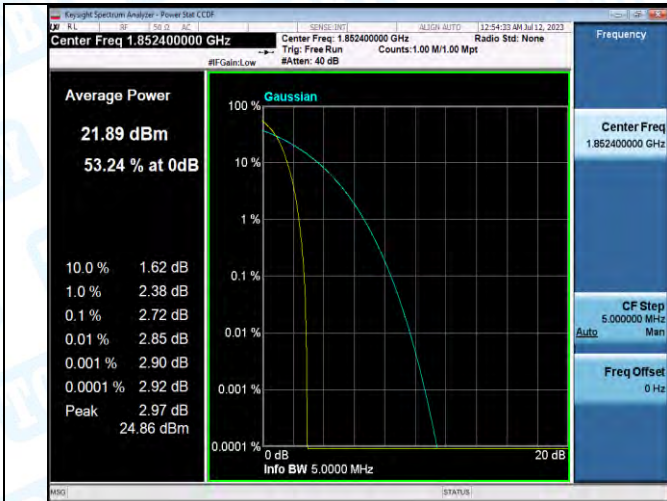 Keysight Spectrum Analyzer - Power Stat CCDF
RL RF 50 Ω AC SENSE:INT ALIGN AUTO 12:54:33 AM Jul 12, 2023
Center Freq 1.852400000 GHz
Center Freq: 1.852400000 GHz
Radio Std: None
Trig: Free Run
Counts:1.00 M/1.00 Mpt
#IFGain:Low
#Atten: 40 dB
Frequency
Average Power
21.89 dBm
53.24 % at 0dB
10.0 % 1.62 dB
1.0 % 2.38 dB
0.1 % 2.72 dB
0.01 % 2.85 dB
0.001 % 2.90 dB
0.0001 % 2.92 dB
Peak 2.97 dB
24.86 dBm
Gaussian
100 %
10 %
1 %
0.1 %
0.01 %
0.001 %
0.0001 %
0 dB
20 dB
Info BW 5.0000 MHz
Center Freq
1.852400000 GHz
CF Step
5.000000 MHz
Auto Man
Freq Offset
0 Hz
MSG
STATUS